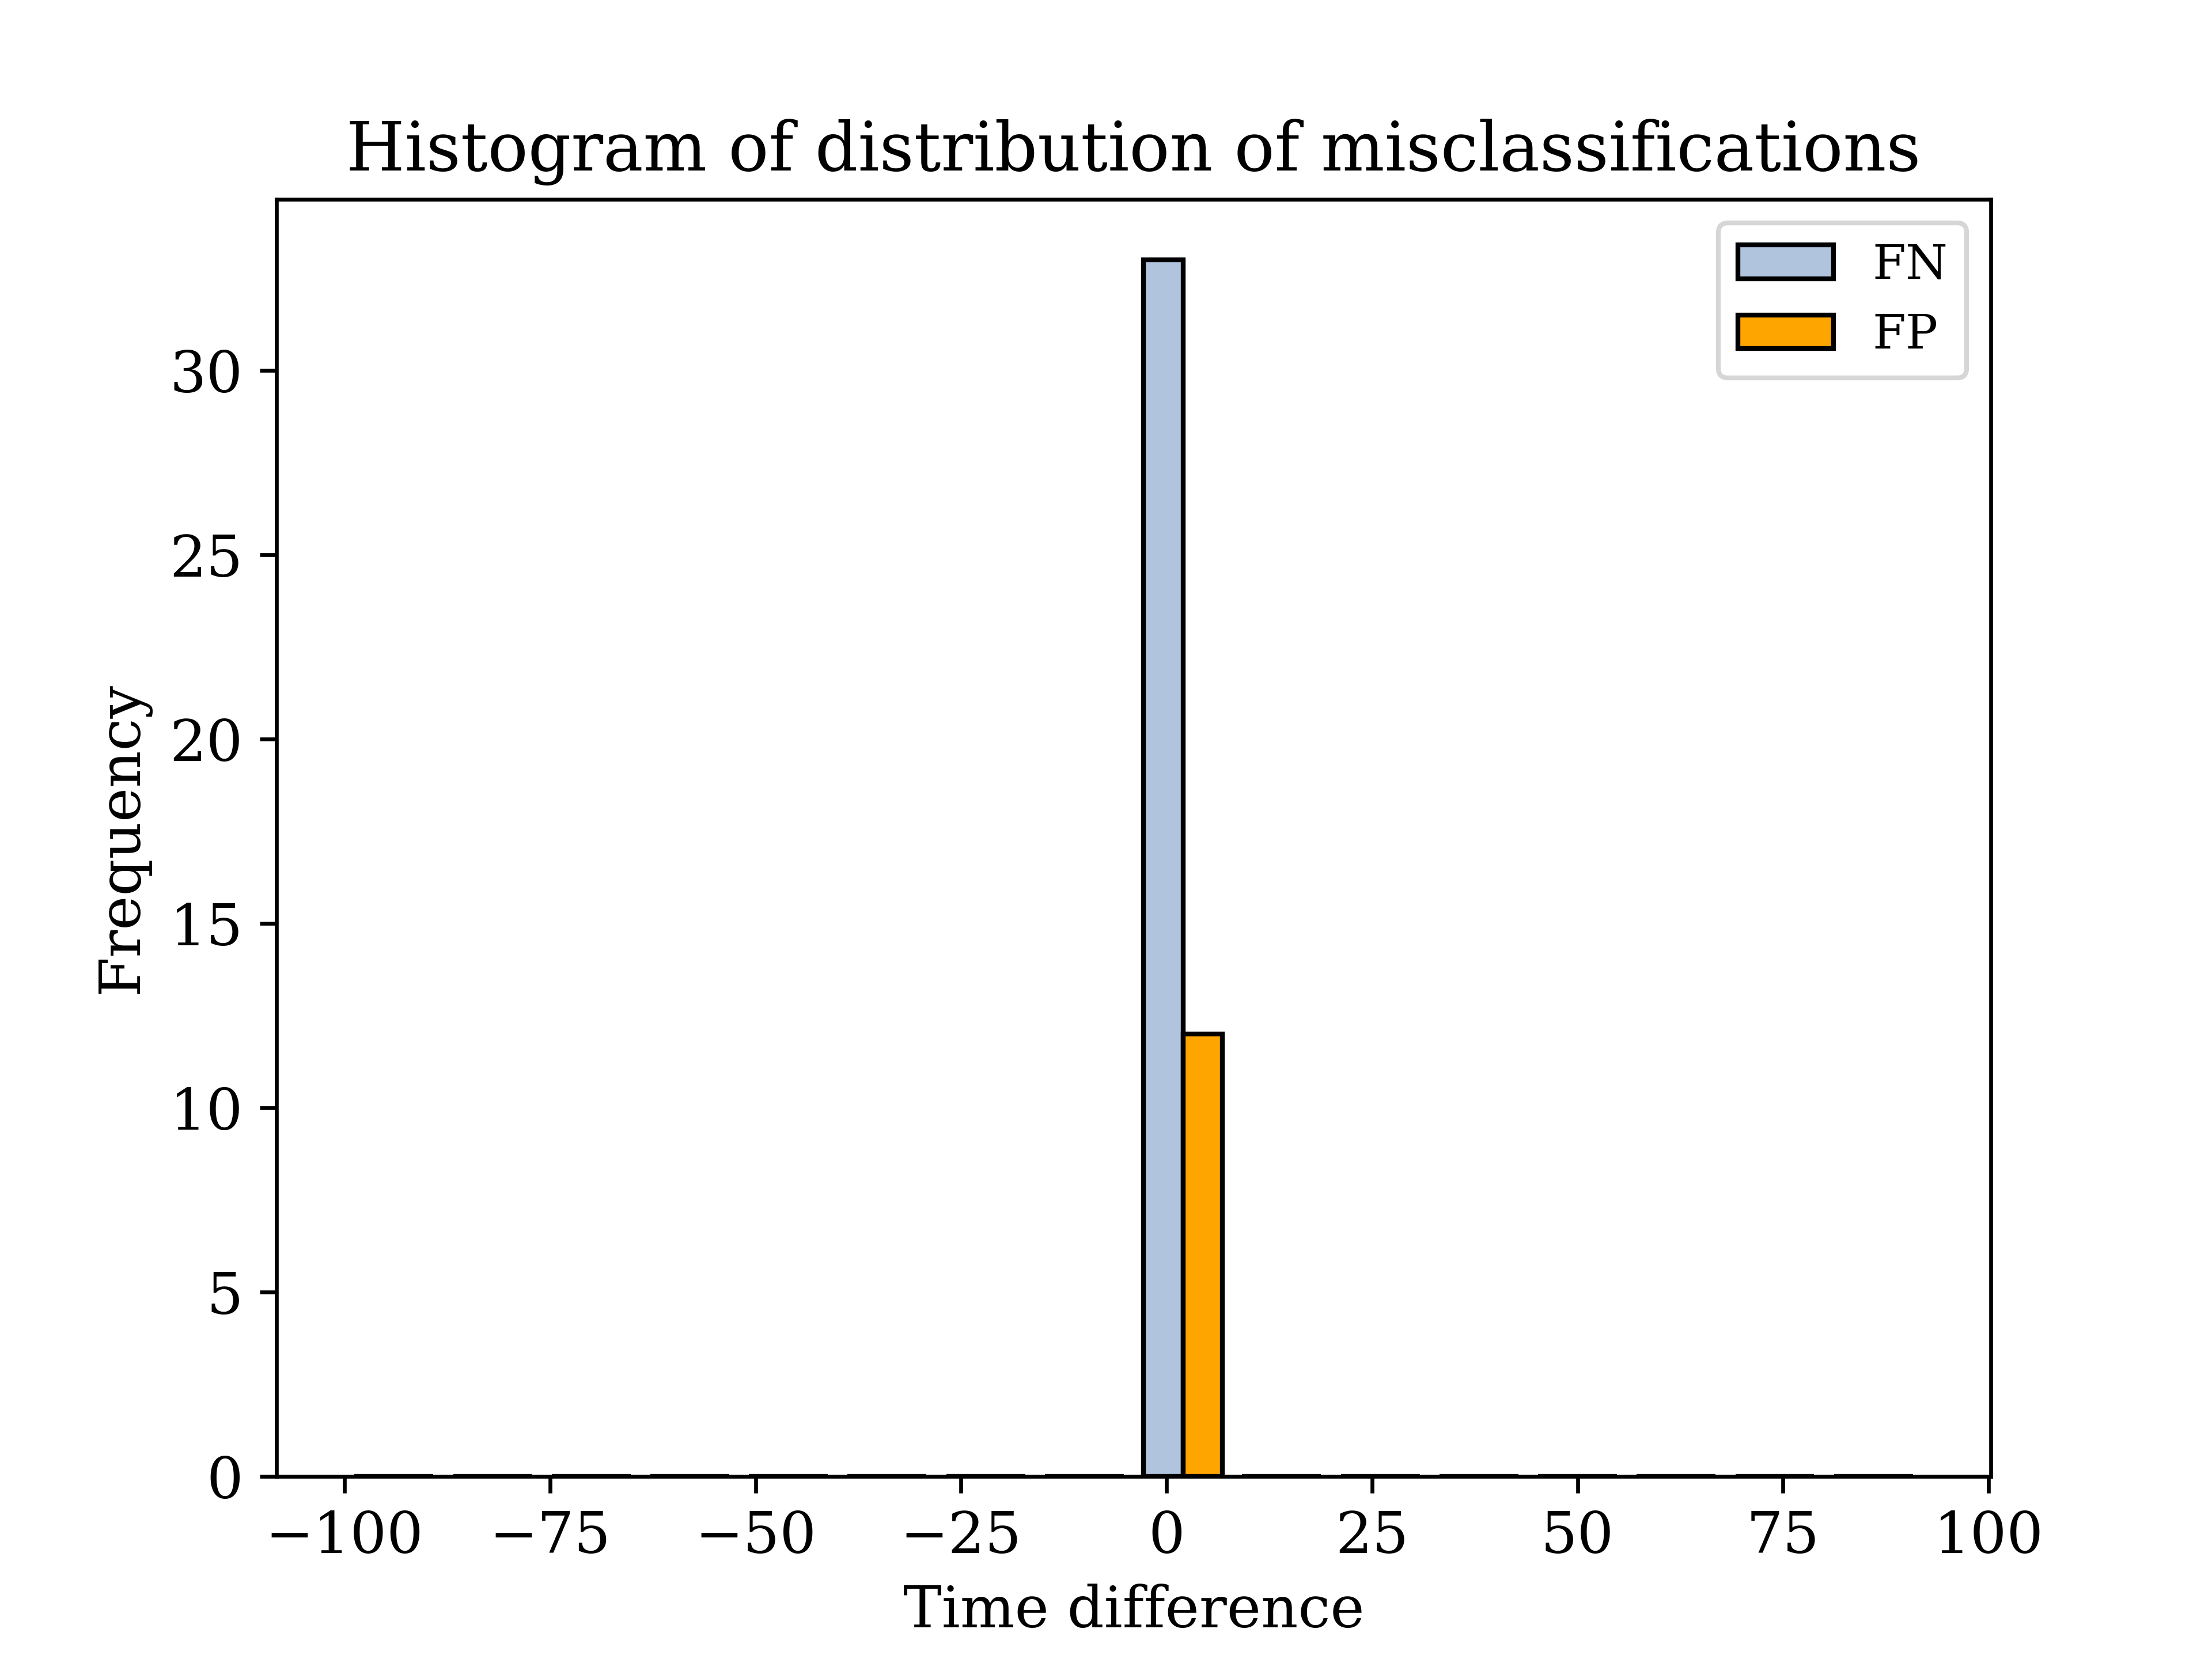 Histogram of distribution of misclassifications
FN
FP
Frequency
30
25
20
15
10
5
0
−100 −75 −50 −25 0 25 50 75 100
Time difference